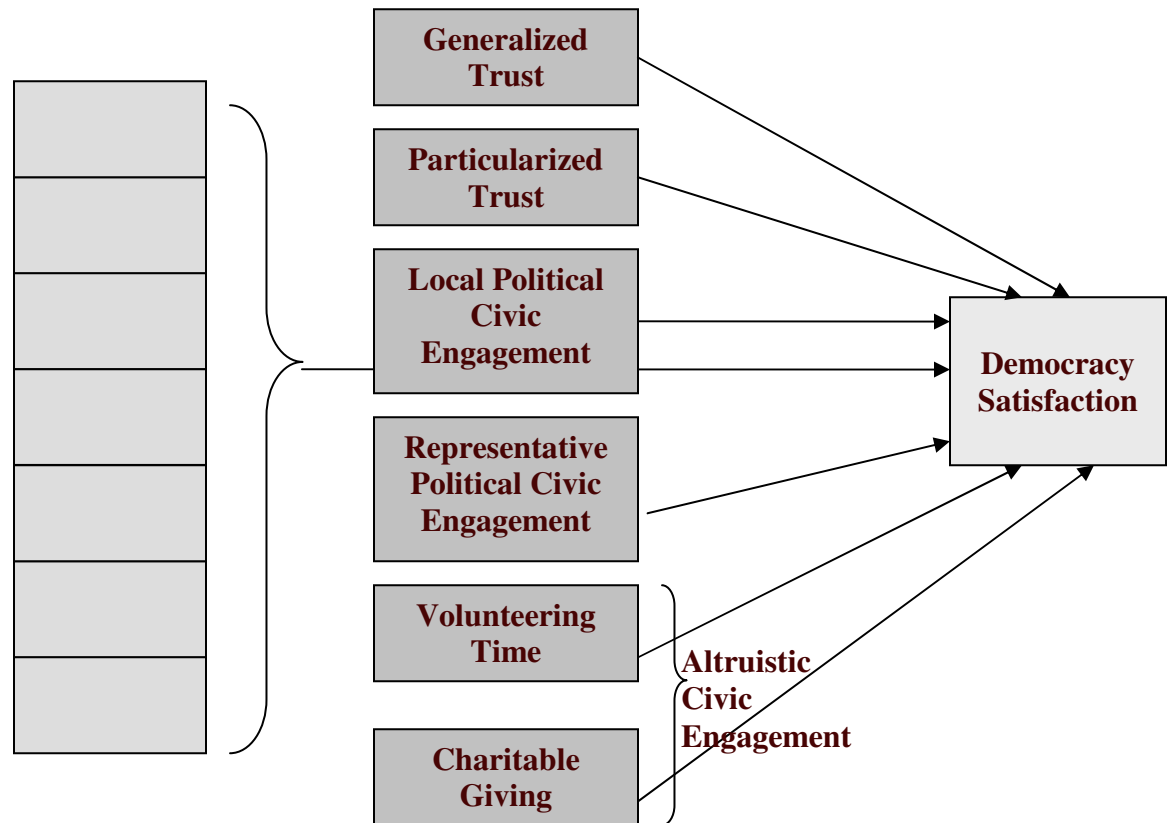 Generalized
Trust
Particularized
Trust
Local Political
Civic
Engagement
Representative
Political Civic
Engagement
Volunteering
Time
Charitable
Giving
Altruistic
Civic
Engagement
Democracy
Satisfaction